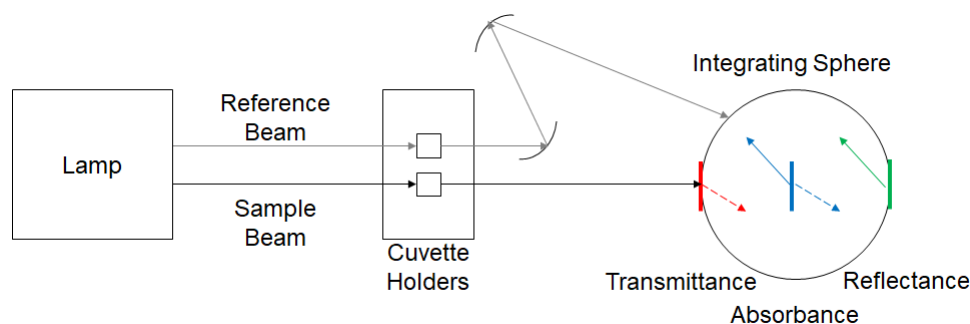 Integrating Sphere
Reference
Beam
Lamp
Sample
Beam
Cuvette
Holders
Transmittance
Reflectance
Absorbance